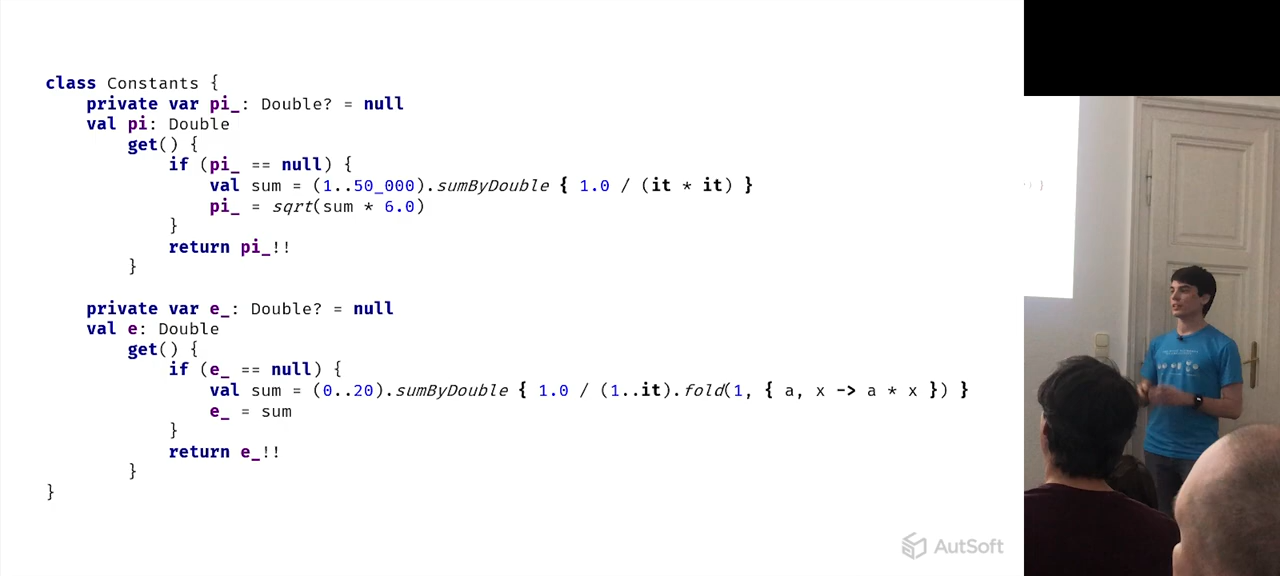 class Constants {
    private var pi_: Double? = null
    val pi: Double
        get() {
            if (pi_ == null) {
                val sum = (1..50_000).sumByDouble { 1.0 / (it * it) }
                pi_ = sqrt(sum * 6.0)
            }
            return pi_!!
        }

    private var e_: Double? = null
    val e: Double
        get() {
            if (e_ == null) {
                val sum = (0..20).sumByDouble { 1.0 / (1..it).fold(1, { a, x -> a * x }) }
                e_ = sum
            }
            return e_!!
        }
}
AutSoft